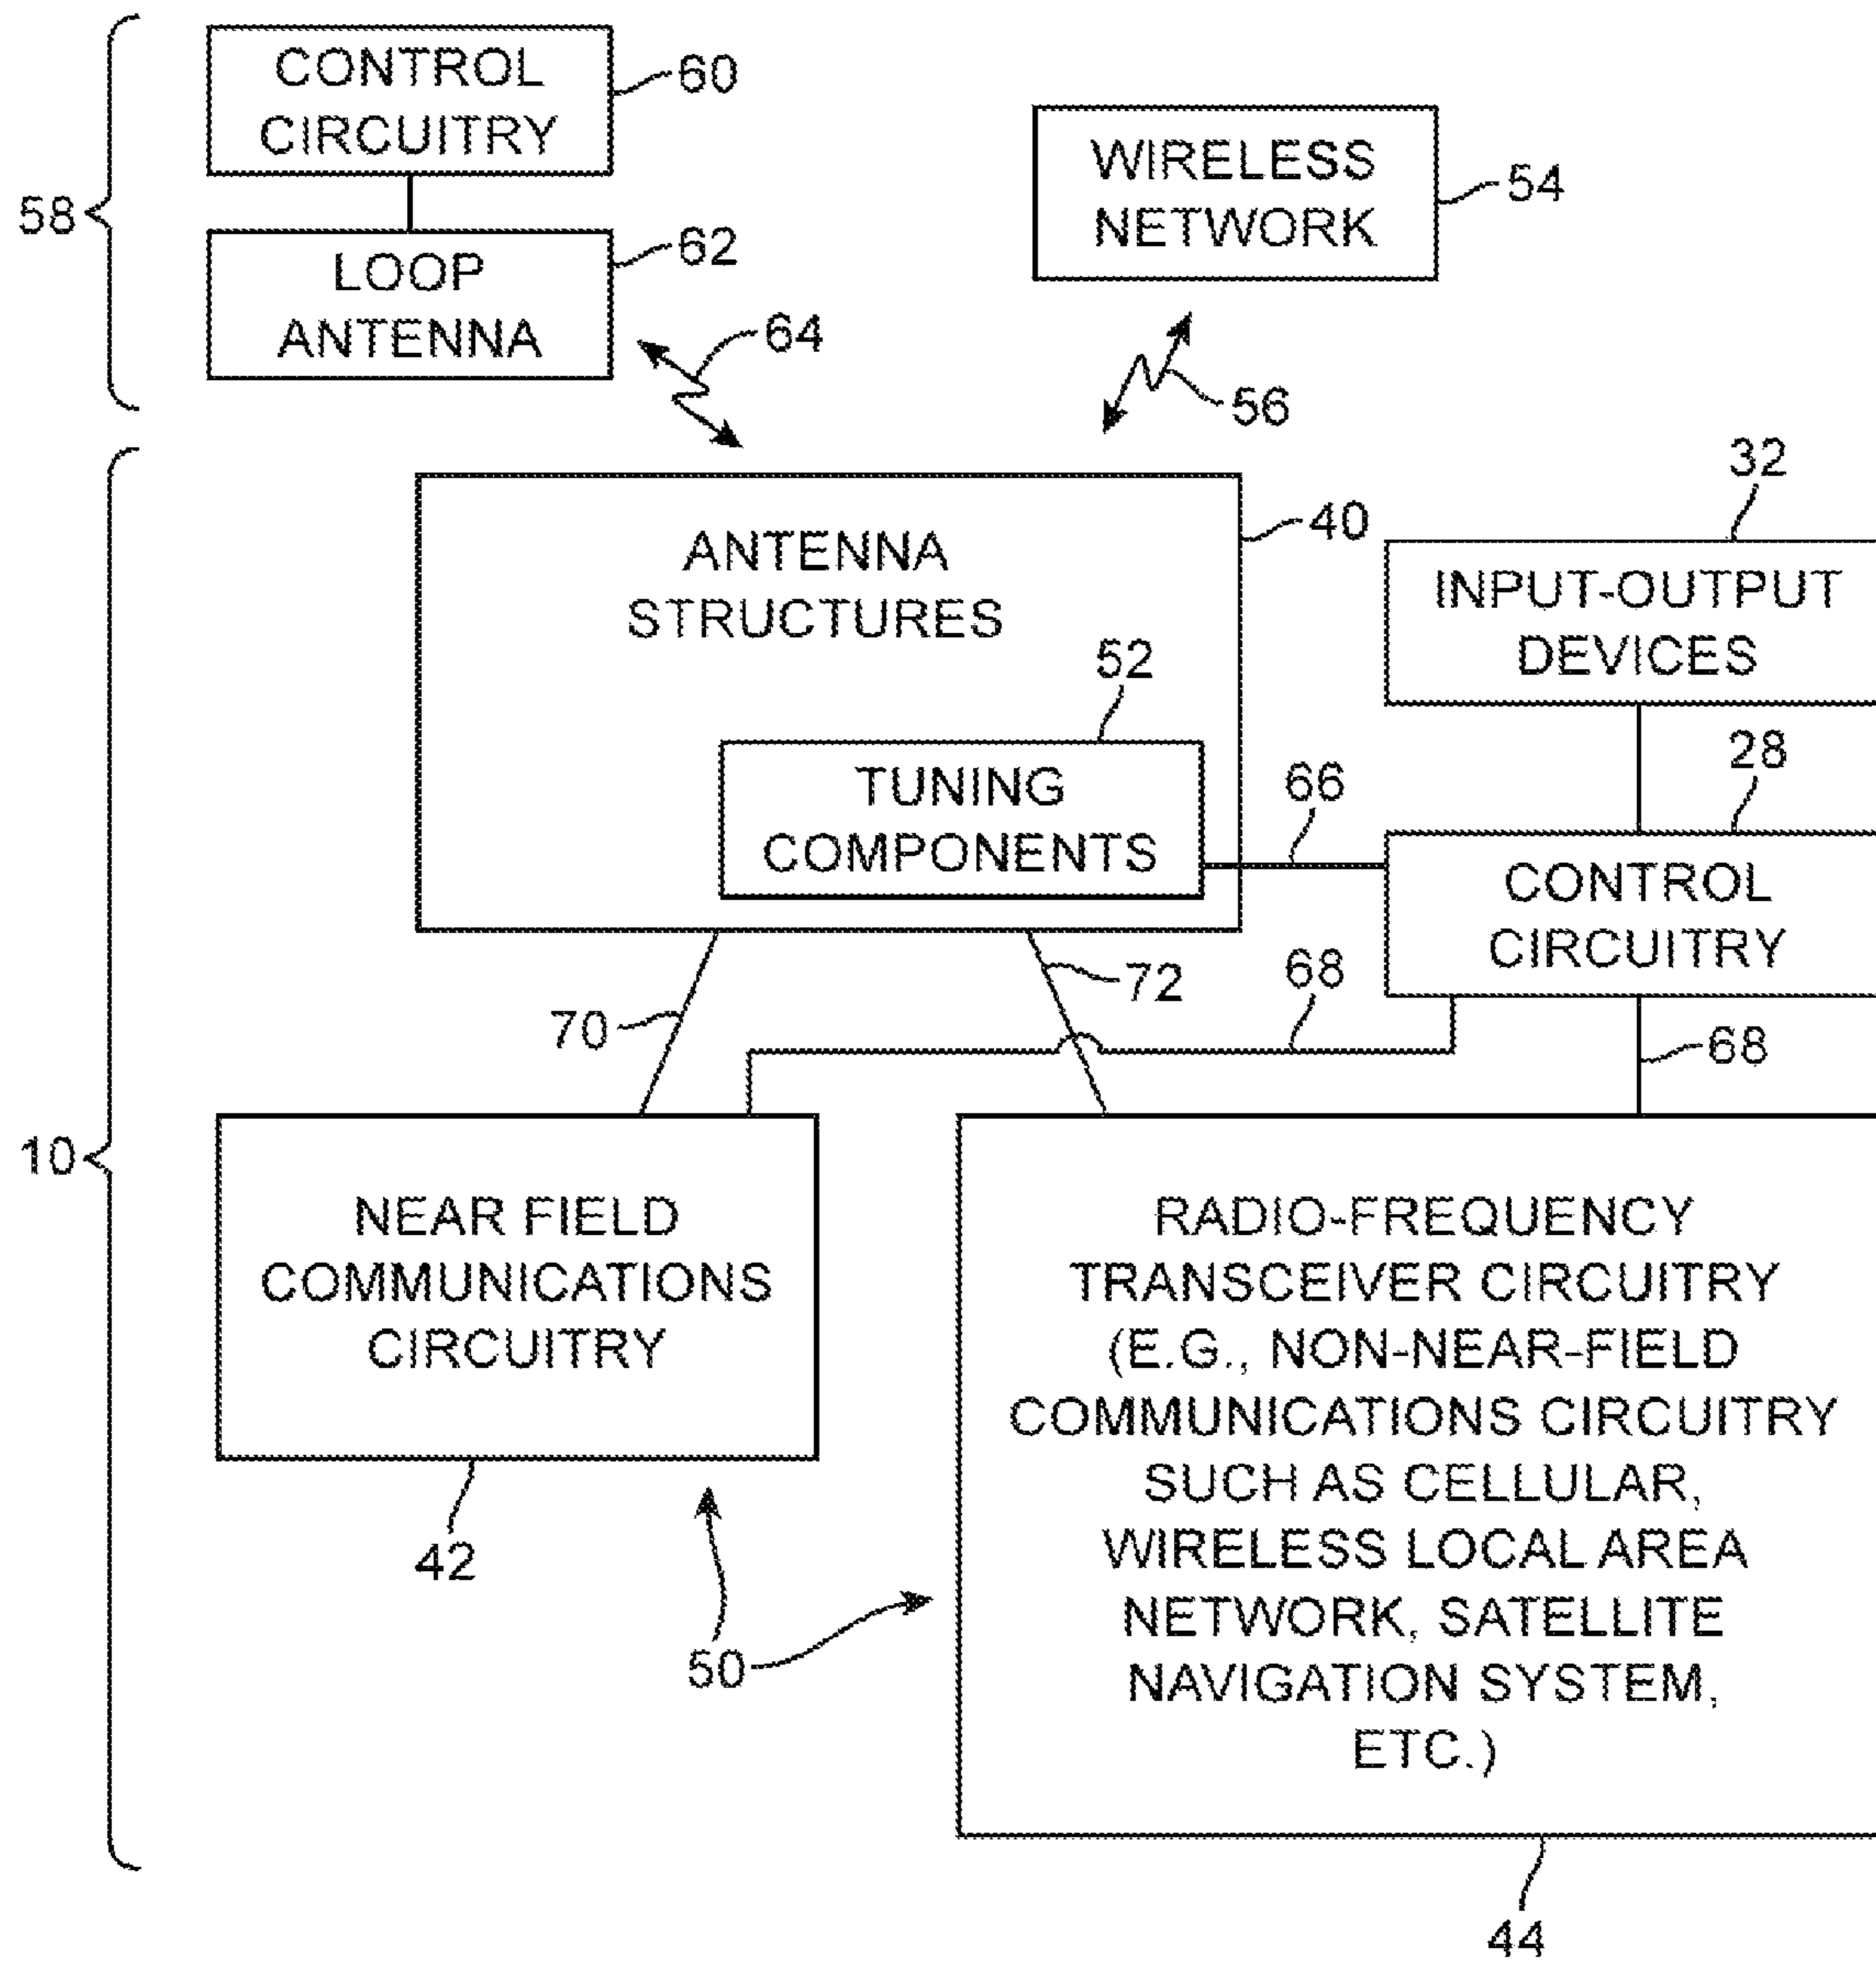 58
CONTROL
CIRCUITRY
60
LOOP
ANTENNA
62
64
WIRELESS
NETWORK
54
56
10
ANTENNA
STRUCTURES
40
52
TUNING
COMPONENTS
32
INPUT-OUTPUT
DEVICES
66
28
CONTROL
CIRCUITRY
70
72
68
68
NEAR FIELD
COMMUNICATIONS
CIRCUITRY
42
50
RADIO-FREQUENCY
TRANSCEIVER CIRCUITRY
(E.G., NON-NEAR-FIELD
COMMUNICATIONS CIRCUITRY
SUCH AS CELLULAR,
WIRELESS LOCAL AREA
NETWORK, SATELLITE
NAVIGATION SYSTEM,
ETC.)
44